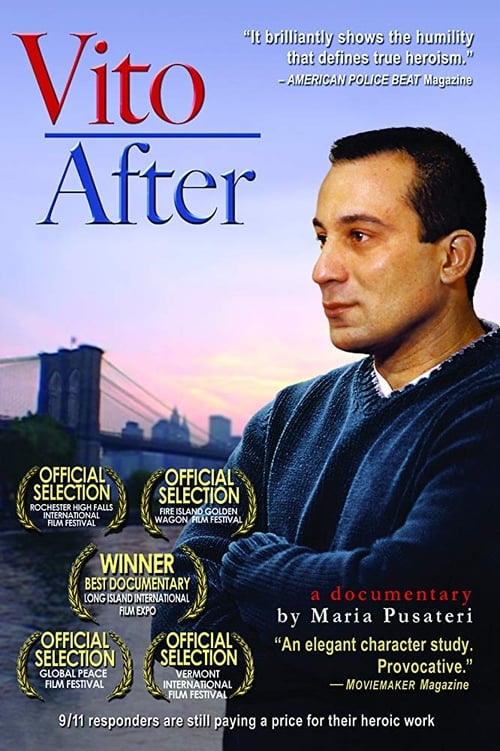 "It brilliantly shows the humility
that defines true heroism."
– AMERICAN POLICE BEAT Magazine
Vito
After
OFFICIAL
SELECTION
ROCHESTER HIGH FALLS
INTERNATIONAL
FILM FESTIVAL
OFFICIAL
SELECTION
FIRE ISLAND GOLDEN
WAGON FILM FESTIVAL
WINNER
BEST DOCUMENTARY
LONG ISLAND INTERNATIONAL
FILM EXPO
OFFICIAL
SELECTION
GLOBAL PEACE
FILM FESTIVAL
OFFICIAL
SELECTION
VERMONT
INTERNATIONAL
FILM FESTIVAL
a documentary
by Maria Pusateri
"An elegant character study.
Provocative."
— MOVIEMAKER Magazine
9/11 responders are still paying a price for their heroic work